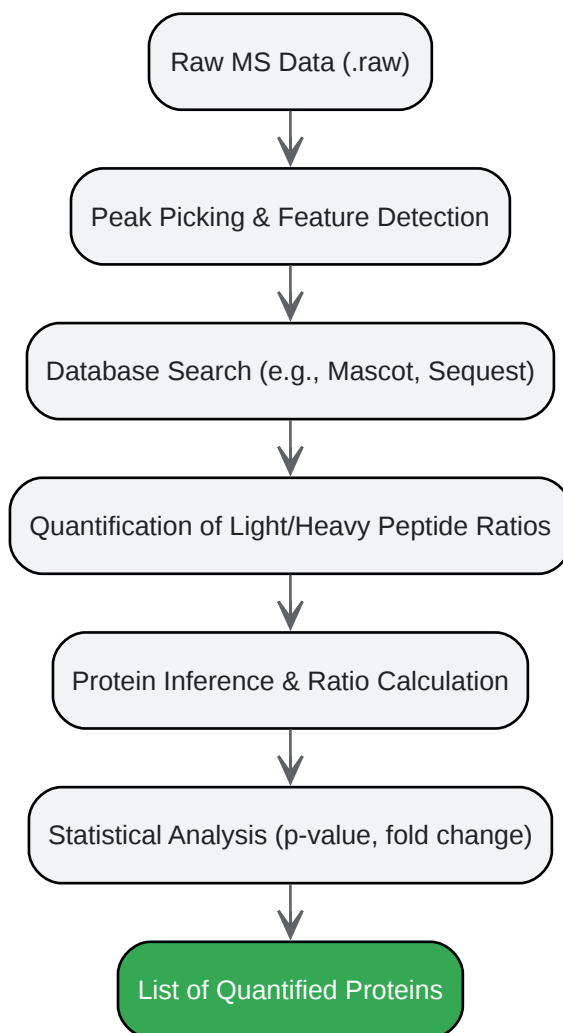 Raw MS Data (.raw)
Peak Picking & Feature Detection
Database Search (e.g., Mascot, Sequest)
Quantification of Light/Heavy Peptide Ratios
Protein Inference & Ratio Calculation
Statistical Analysis (p-value, fold change)
List of Quantified Proteins